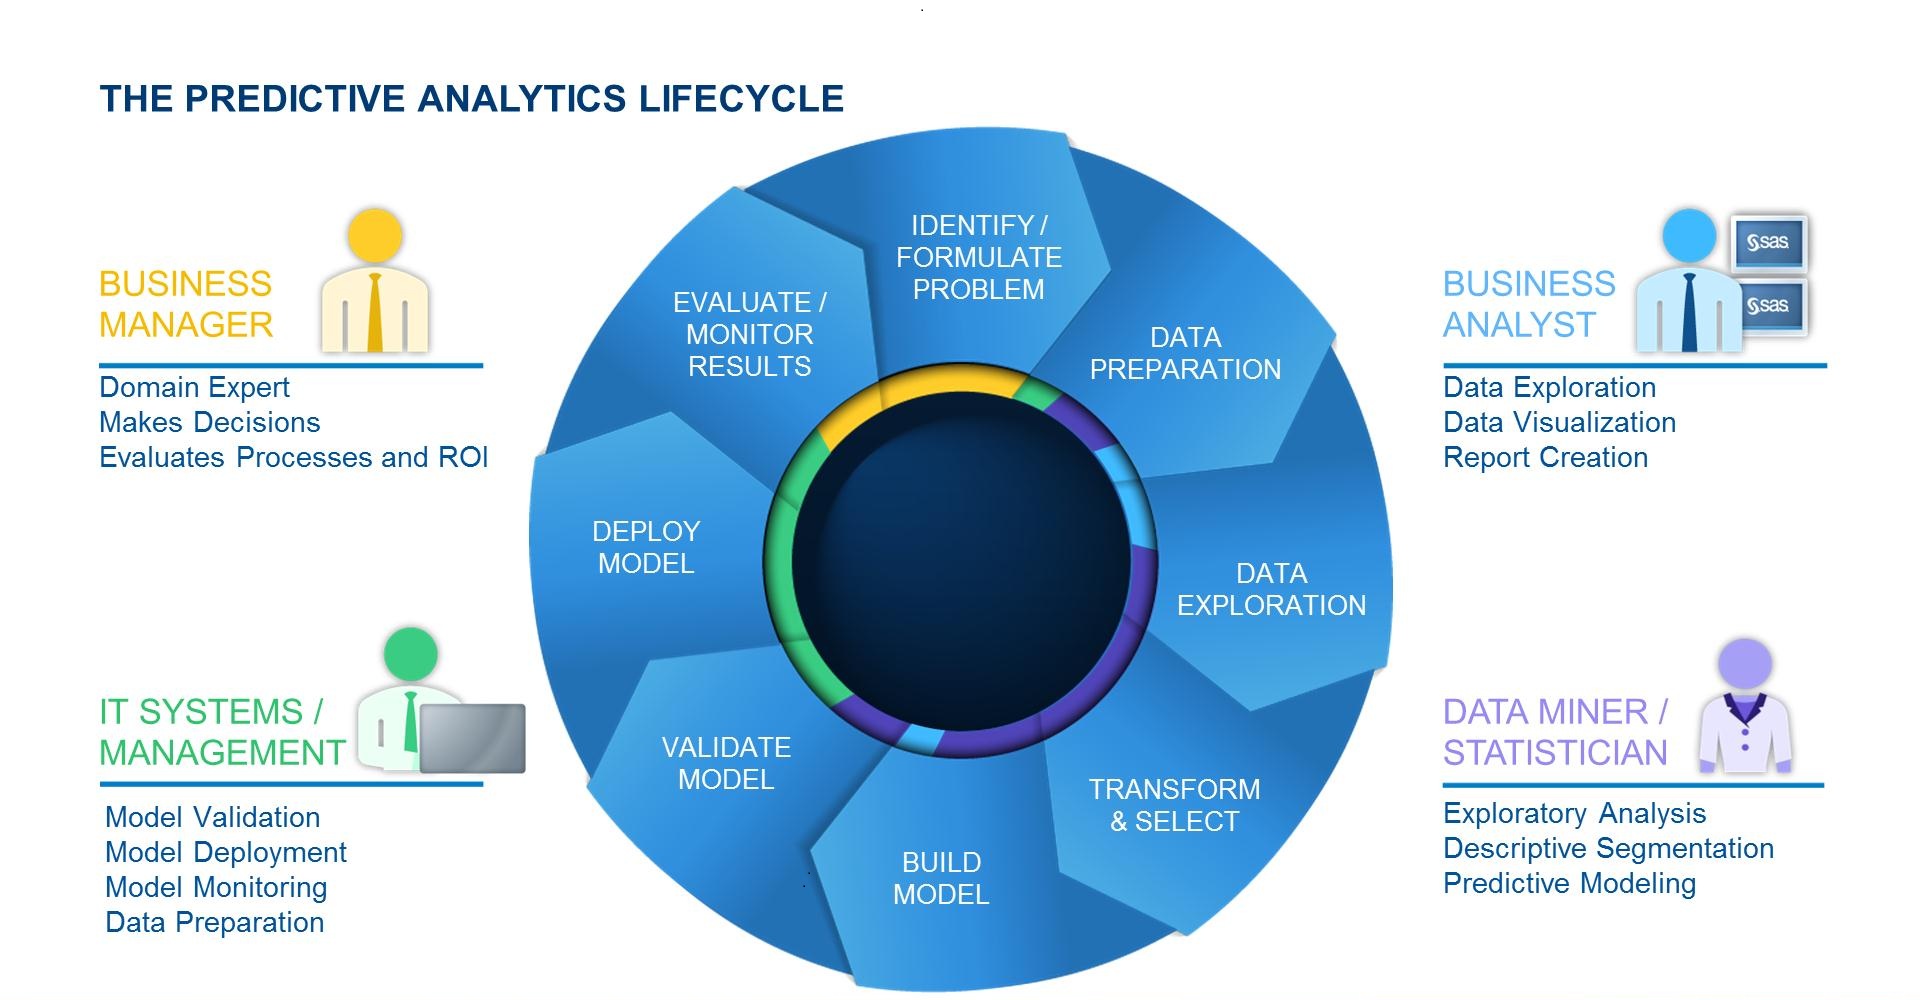 THE PREDICTIVE ANALYTICS LIFECYCLE
BUSINESS
MANAGER
Domain Expert
Makes Decisions
Evaluates Processes and ROI
IDENTIFY /
FORMULATE
PROBLEM
DATA
PREPARATION
DATA
EXPLORATION
TRANSFORM
& SELECT
BUILD
MODEL
VALIDATE
MODEL
DEPLOY
MODEL
EVALUATE /
MONITOR
RESULTS
BUSINESS
ANALYST
sas
sas
Data Exploration
Data Visualization
Report Creation
IT SYSTEMS /
MANAGEMENT
Model Validation
Model Deployment
Model Monitoring
Data Preparation
DATA MINER /
STATISTICIAN
Exploratory Analysis
Descriptive Segmentation
Predictive Modeling